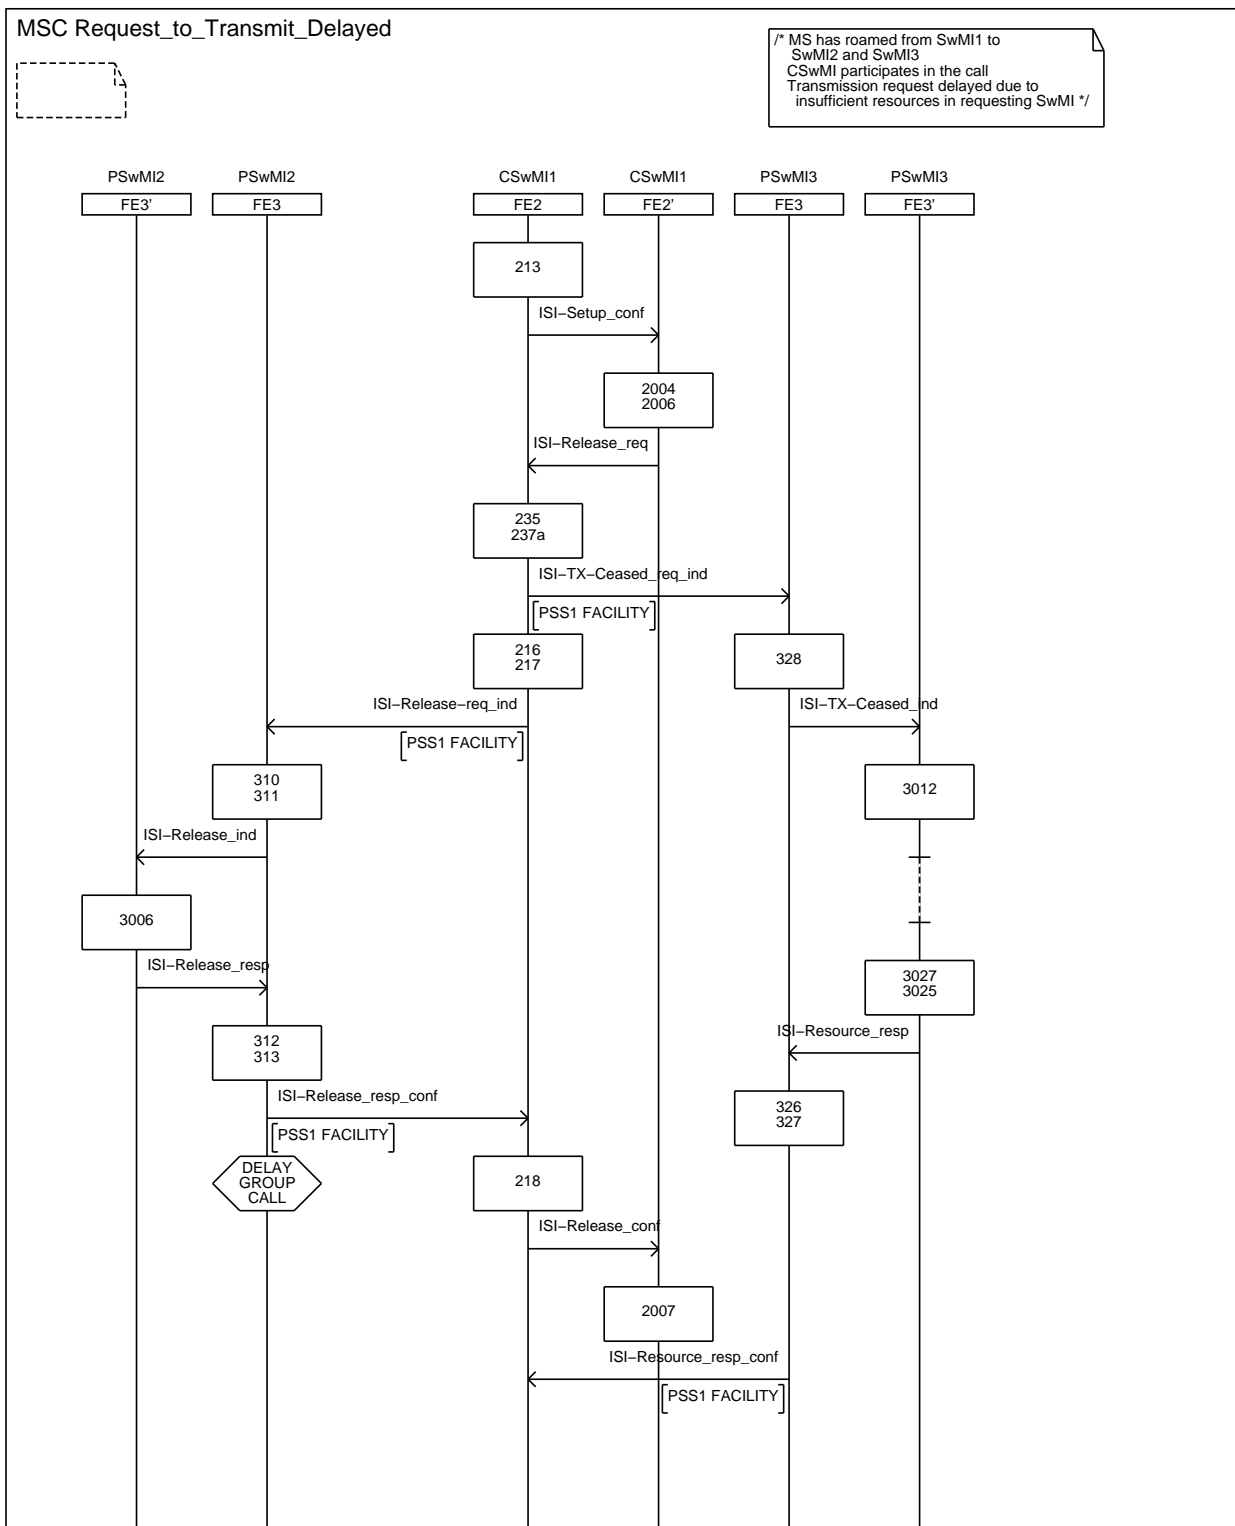 MSC Request_to_Transmit_Delayed
/* MS has roamed from SwMI1 to
SwMI2 and SwMI3
CSwMI participates in the call
Transmission request delayed due to
insufficient resources in requesting SwMI */
PSwMI2 PSwMI2 CSwMI1 CSwMI1 PSwMI3 PSwMI3
FE3' FE3 FE2 FE2' FE3 FE3'
213
ISI−Setup_conf
2004
2006
ISI−Release_req
235
237a
ISI−TX−Ceased_req_ind
PSS1 FACILITY
216
217
328
ISI−Release−req_ind
ISI−TX−Ceased_ind
PSS1 FACILITY
310
311
3012
ISI−Release_ind
3006
ISI−Release_resp
3027
3025
ISI−Resource_resp
312
313
ISI−Release_resp_conf
326
327
PSS1 FACILITY
DELAY
GROUP
CALL
218
ISI−Release_conf
2007
ISI−Resource_resp_conf
PSS1 FACILITY